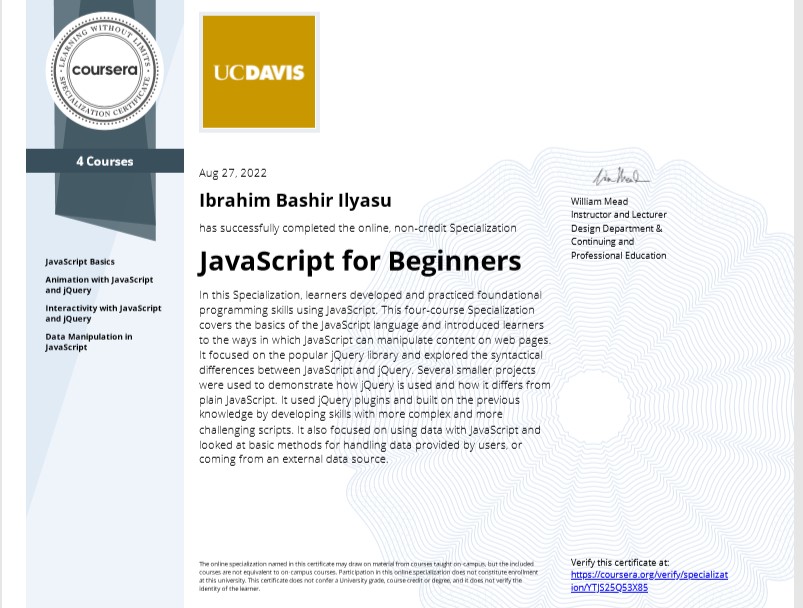 LEARNING WITHOUT LIMITS
coursera
SPECIALIZATION CERTIFICATE
4 Courses
JavaScript Basics
Animation with JavaScript
and jQuery
Interactivity with JavaScript
and jQuery
Data Manipulation in
JavaScript
UCDAVIS
Aug 27, 2022
Ibrahim Bashir Ilyasu
has successfully completed the online, non-credit Specialization
JavaScript for Beginners
In this Specialization, learners developed and practiced foundational
programming skills using JavaScript. This four-course Specialization
covers the basics of the JavaScript language and introduced learners
to the ways in which JavaScript can manipulate content on web pages.
It focused on the popular jQuery library and explored the syntactical
differences between JavaScript and jQuery. Several smaller projects
were used to demonstrate how jQuery is used and how it differs from
plain JavaScript. It used jQuery plugins and built on the previous
knowledge by developing skills with more complex and more
challenging scripts. It also focused on using data with JavaScript and
looked at basic methods for handling data provided by users, or
coming from an external data source.
William Mead
Instructor and Lecturer
Design Department &
Continuing and
Professional Education
The online specialization named in this certificate may draw on material from courses taught on-campus, but the included
courses are not equivalent to on-campus courses. Participation in this online specialization does not constitute enrollment
at this university. This certificate does not confer a University grade, course credit or degree, and it does not verify the
identity of the learner.
Verify this certificate at:
https://coursera.org/verify/specializat
ion/YTJS25Q53X85